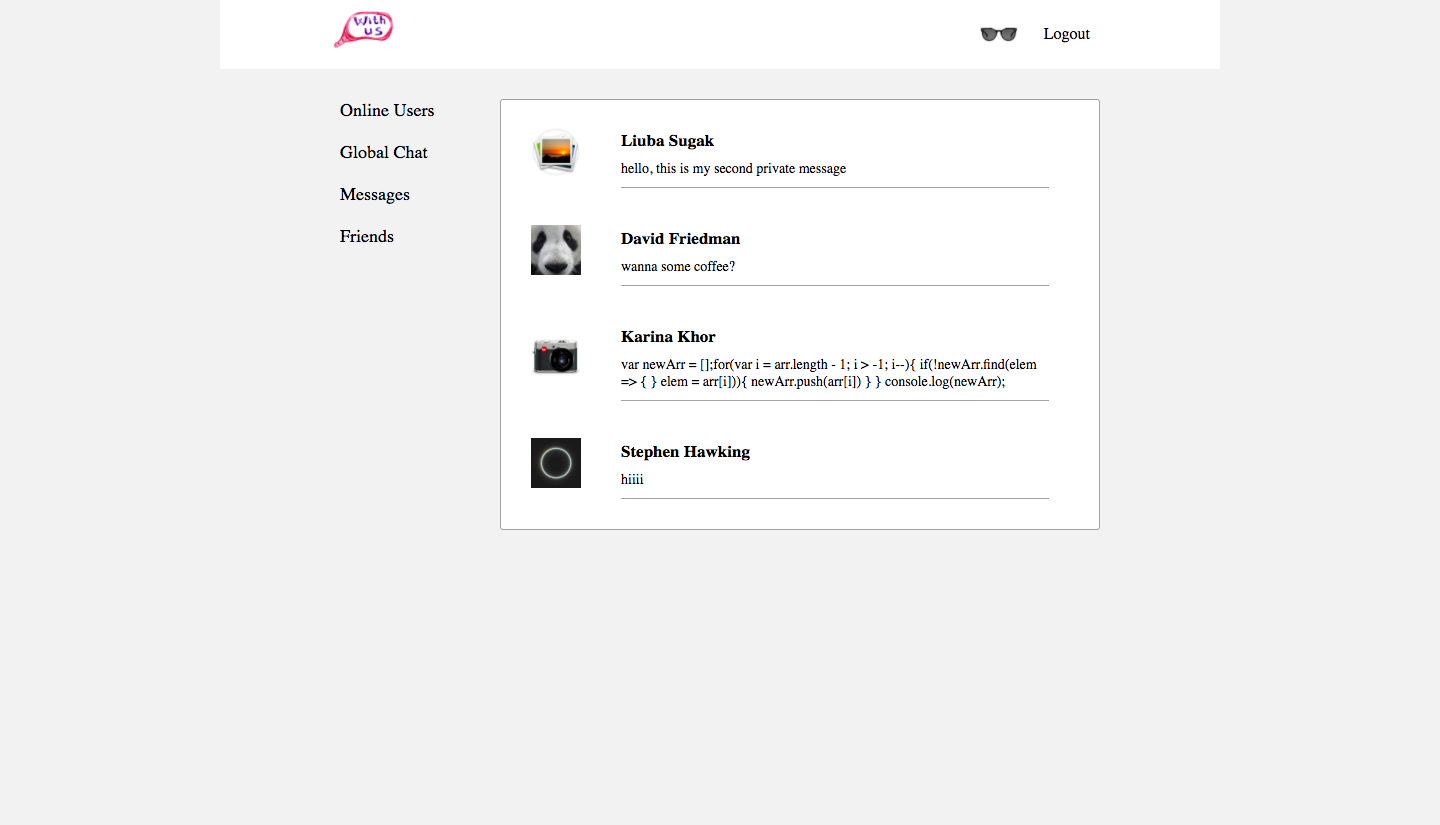 With
us
Logout
Online Users
Global Chat
Messages
Friends
Liuba Sugak
hello, this is my second private message
David Friedman
wanna some coffee?
Karina Khor
var newArr = [];for(var i = arr.length - 1; i > -1; i--){ if(!newArr.find(elem
=> { } elem = arr[i])){ newArr.push(arr[i]) } } console.log(newArr);
Stephen Hawking
hiiii